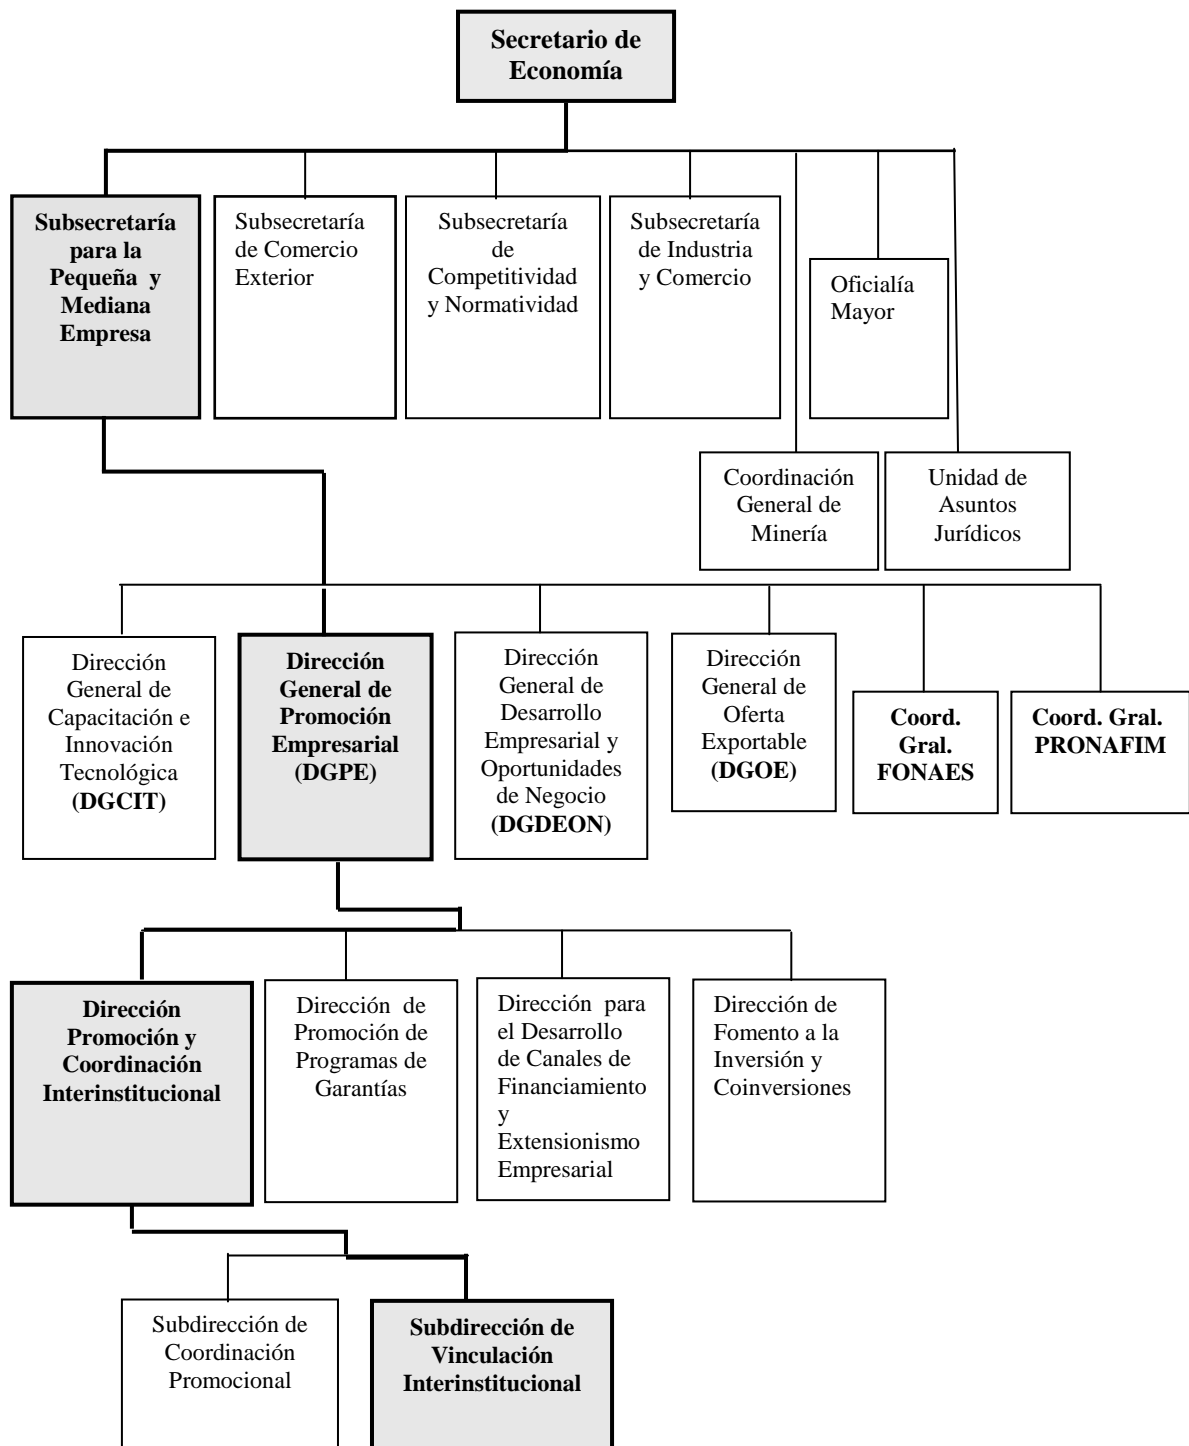 Secretario de
Economía
Subsecretaría
para la
Pequeña y
Mediana
Empresa
Subsecretaría
de Comercio
Exterior
Subsecretaría
de
Competitividad
y Normatividad
Subsecretaría
de Industria
y Comercio
Oficialía
Mayor
Coordinación
General de
Minería
Unidad de
Asuntos
Jurídicos
Dirección
General de
Capacitación e
Innovación
Tecnológica
(DGCIT)
Dirección
General de
Promoción
Empresarial
(DGPE)
Dirección
General de
Desarrollo
Empresarial y
Oportunidades
de Negocio
(DGDEON)
Dirección
General de
Oferta
Exportable
(DGOE)
Coord.
Gral.
FONAES
Coord. Gral.
PRONAFIM
Dirección
Promoción y
Coordinación
Interinstitucional
Dirección de
Promoción de
Programas de
Garantías
Dirección para
el Desarrollo
de Canales de
Financiamiento
y
Extensionismo
Empresarial
Dirección de
Fomento a la
Inversión y
Coinversiones
Subdirección de
Coordinación
Promocional
Subdirección de
Vinculación
Interinstitucional